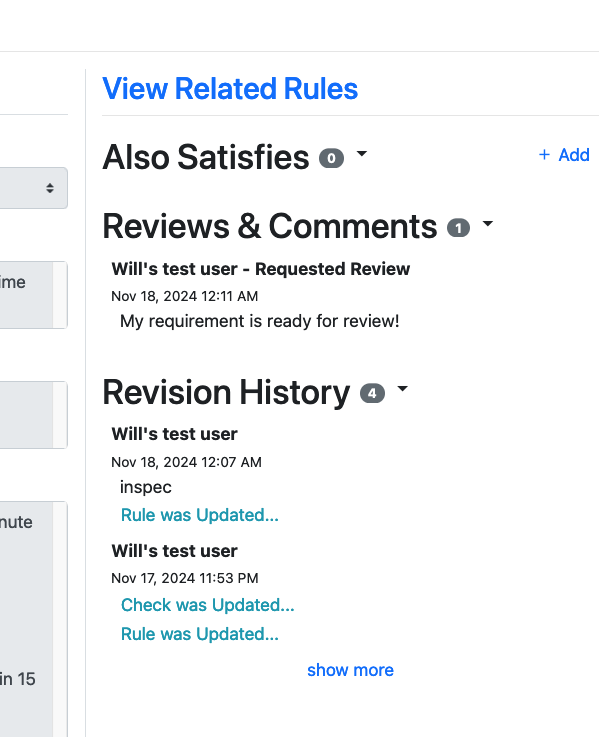 View Related Rules
Also Satisfies 0
+ Add
Reviews & Comments 1
Will's test user - Requested Review
Nov 18, 2024 12:11 AM
My requirement is ready for review!
Revision History 4
Will's test user
Nov 18, 2024 12:07 AM
inspec
Rule was Updated...
Will's test user
Nov 17, 2024 11:53 PM
Check was Updated...
Rule was Updated...
show more
ime
nute
in 15